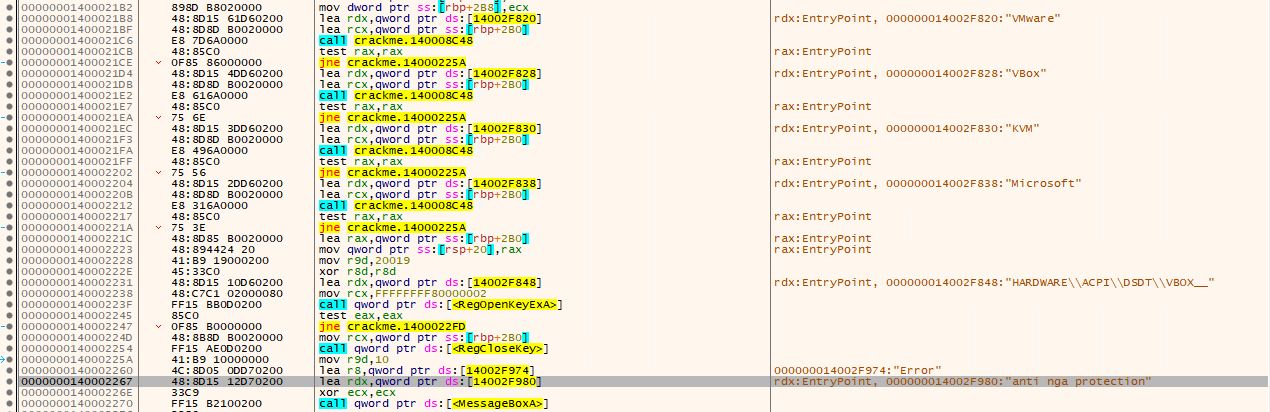 00000001400021B2 898D B8020000 mov dword ptr ss:[rbp+2B8],ecx
00000001400021B8 48:8D15 61D60200 lea rdx,qword ptr ds:[14002F820] rdx:EntryPoint, 000000014002F820:"VMware"
00000001400021BF 48:8D8D B0020000 lea rcx,qword ptr ss:[rbp+2B0]
00000001400021C6 E8 7D6A0000 call crackme.140008C48
00000001400021CB 48:85C0 test rax,rax rax:EntryPoint
00000001400021CE 0F85 86000000 jne crackme.14000225A
00000001400021D4 48:8D15 4DD60200 lea rdx,qword ptr ds:[14002F828] rdx:EntryPoint, 000000014002F828:"VBox"
00000001400021DB 48:8D8D B0020000 lea rcx,qword ptr ss:[rbp+2B0]
00000001400021E2 E8 616A0000 call crackme.140008C48
00000001400021E7 48:85C0 test rax,rax rax:EntryPoint
00000001400021EA 75 6E jne crackme.14000225A
00000001400021EC 48:8D15 3DD60200 lea rdx,qword ptr ds:[14002F830] rdx:EntryPoint, 000000014002F830:"KVM"
00000001400021F3 48:8D8D B0020000 lea rcx,qword ptr ss:[rbp+2B0]
00000001400021FA E8 496A0000 call crackme.140008C48
00000001400021FF 48:85C0 test rax,rax rax:EntryPoint
0000000140002202 75 56 jne crackme.14000225A
0000000140002204 48:8D15 2DD60200 lea rdx,qword ptr ds:[14002F838] rdx:EntryPoint, 000000014002F838:"Microsoft"
000000014000220B 48:8D8D B0020000 lea rcx,qword ptr ss:[rbp+2B0]
0000000140002212 E8 316A0000 call crackme.140008C48
0000000140002217 48:85C0 test rax,rax rax:EntryPoint
000000014000221A 75 3E jne crackme.14000225A
000000014000221C 48:8D85 B0020000 lea rax,qword ptr ss:[rbp+2B0] rax:EntryPoint
0000000140002223 48:894424 20 mov qword ptr ss:[rsp+20],rax rax:EntryPoint
0000000140002228 41:B9 19000200 mov r9d,20019
000000014000222E 45:33C0 xor r8d,r8d
0000000140002231 48:8D15 10D60200 lea rdx,qword ptr ds:[14002F848] rdx:EntryPoint, 000000014002F848:"HARDWARE\\ACPI\\DSDT\\VBOX__"
0000000140002238 48:C7C1 02000080 mov rcx,FFFFFFFF80000002
000000014000223F FF15 BB0D0200 call qword ptr ds:[<RegOpenKeyExA>]
0000000140002245 85C0 test eax,eax
0000000140002247 0F85 B0000000 jne crackme.1400022FD
000000014000224D 48:8B8D B0020000 mov rcx,qword ptr ss:[rbp+2B0]
0000000140002254 FF15 AE0D0200 call qword ptr ds:[<RegCloseKey>]
000000014000225A 41:B9 10000000 mov r9d,10
0000000140002260 4C:8D05 0DD70200 lea r8,qword ptr ds:[14002F974] 000000014002F974:"Error"
0000000140002267 48:8D15 12D70200 lea rdx,qword ptr ds:[14002F980] rdx:EntryPoint, 000000014002F980:"anti nga protection"
000000014000226E 33C9 xor ecx,ecx
0000000140002270 FF15 B2100200 call qword ptr ds:[<MessageBoxA>]